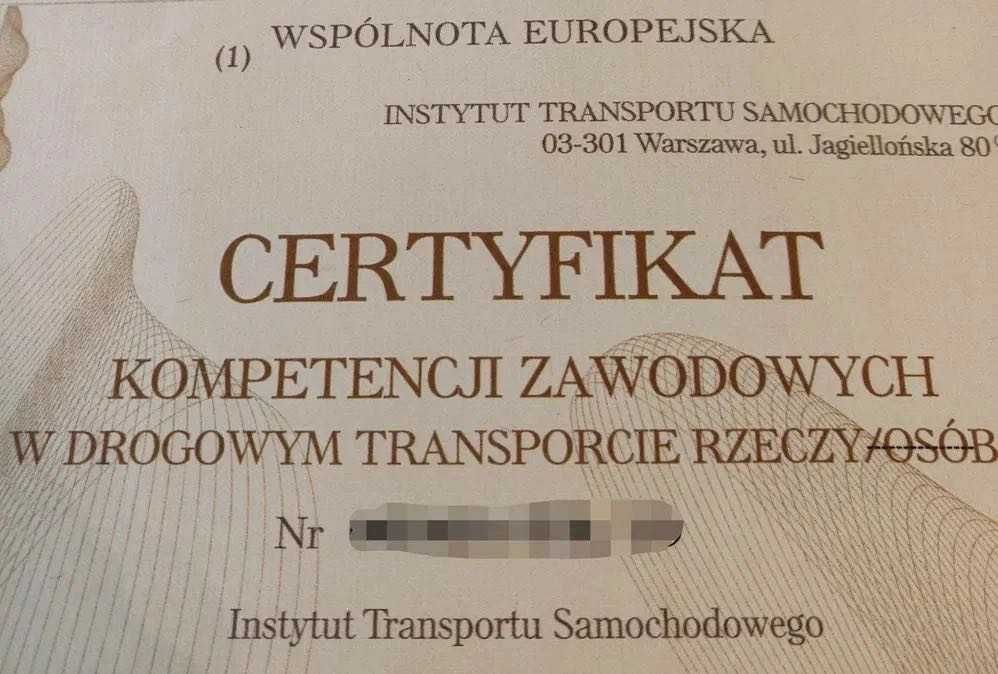 WSPÓLNOTA EUROPEJSKA
(1)
INSTYTUT TRANSPORTU SAMOCHODOWEGO
03-301 Warszawa, ul. Jagiellońska 80
CERTYFIKAT
KOMPETENCJI ZAWODOWYCH
W DROGOWYM TRANSPORCIE RZECZY/OSÓB
Nr
Instytut Transportu Samochodowego